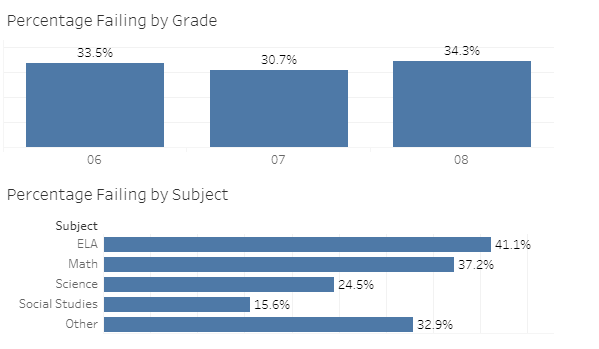 Percentage Failing by Grade
33.5%
30.7%
34.3%
06
07
08
Percentage Failing by Subject
Subject
ELA 41.1%
Math 37.2%
Science 24.5%
Social Studies 15.6%
Other 32.9%